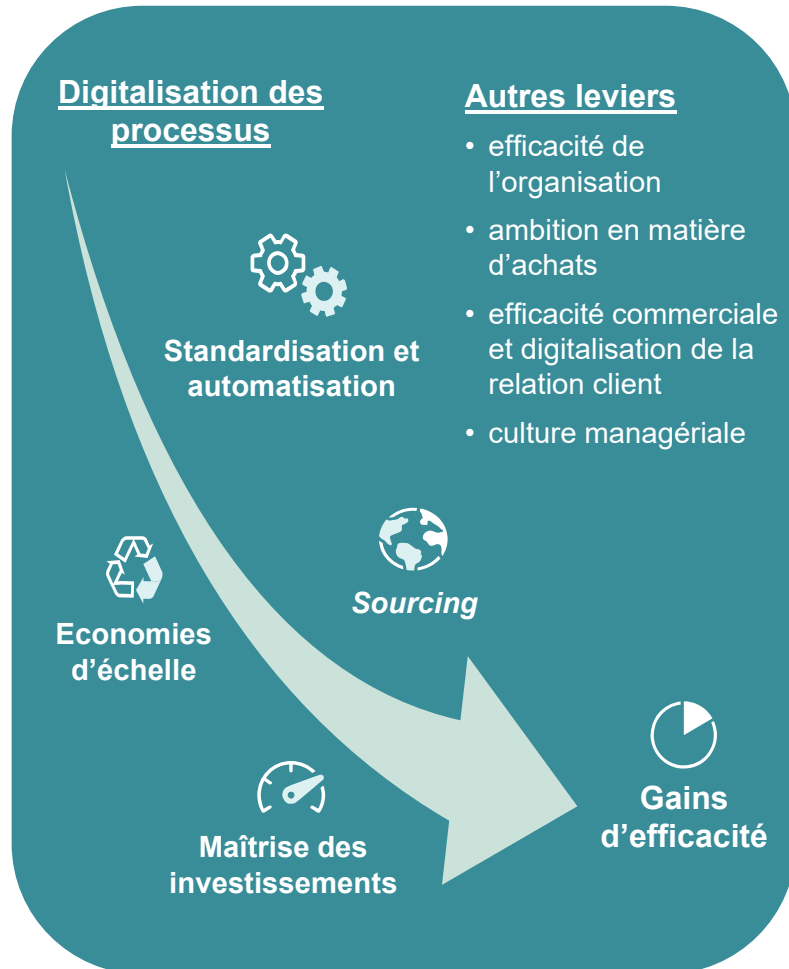 Digitalisation des
processus
Autres leviers
• efficacité de
l’organisation
• ambition en matière
d’achats
• efficacité commerciale
et digitalisation de la
relation client
• culture managériale
Standardisation et
automatisation
Sourcing
Economies
d’échelle
Maîtrise des
investissements
Gains
d’efficacité